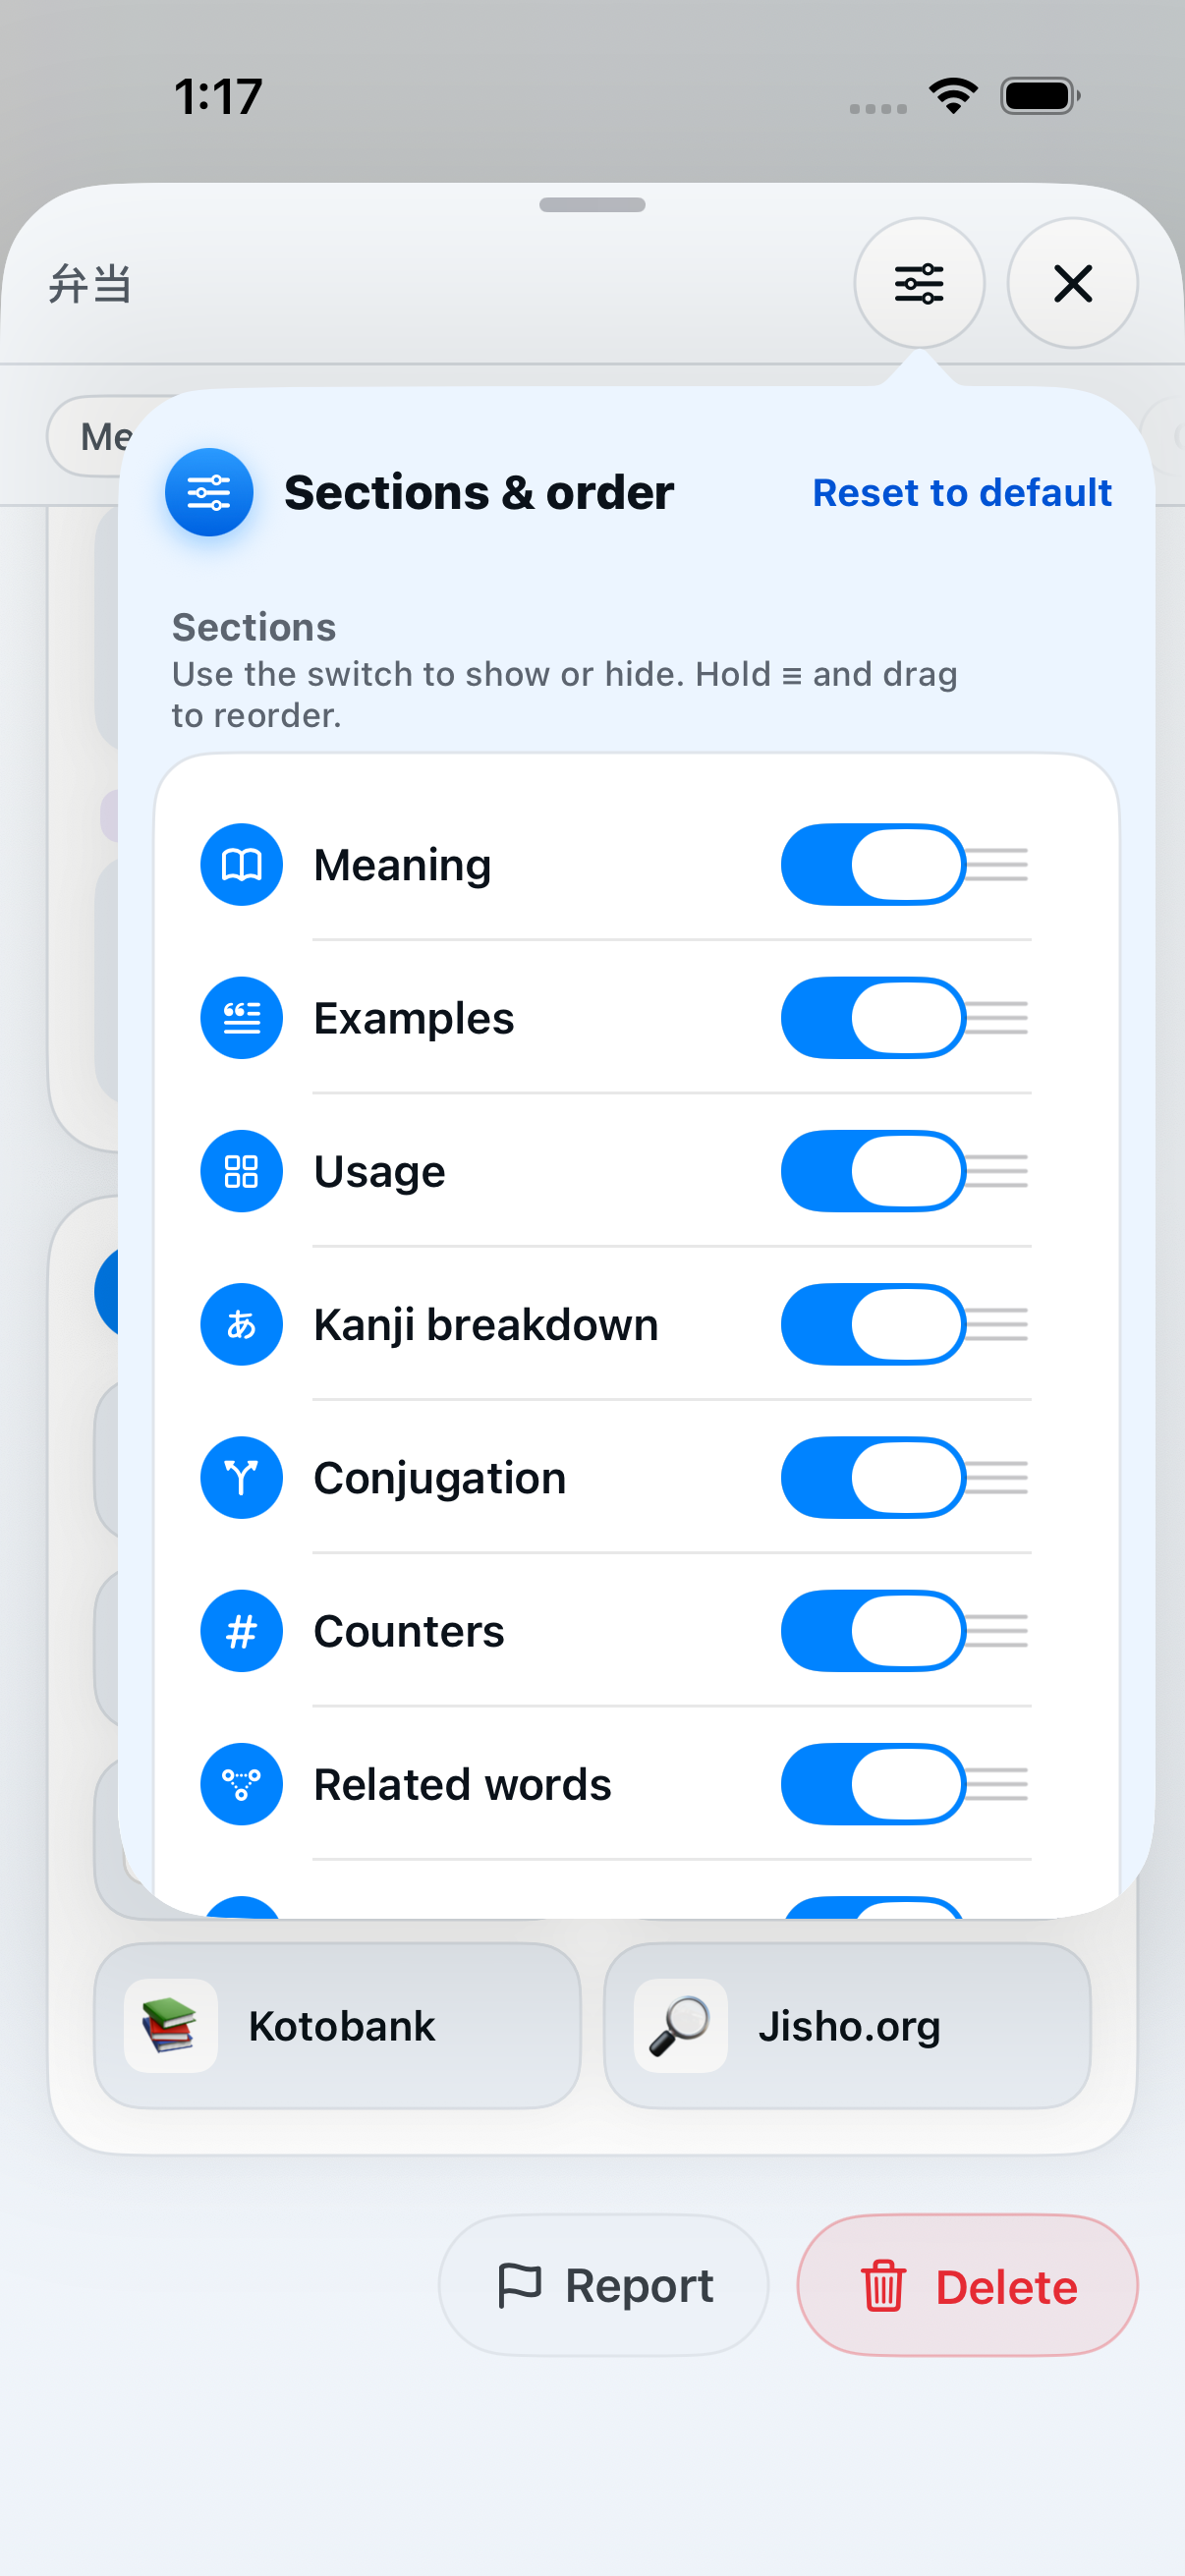 1:17
弁当
Me
Sections & order
Reset to default
Sections
Use the switch to show or hide. Hold ≡ and drag
to reorder.
Meaning
Examples
Usage
あ Kanji breakdown
Conjugation
# Counters
Related words
Kotobank
Jisho.org
Report
Delete